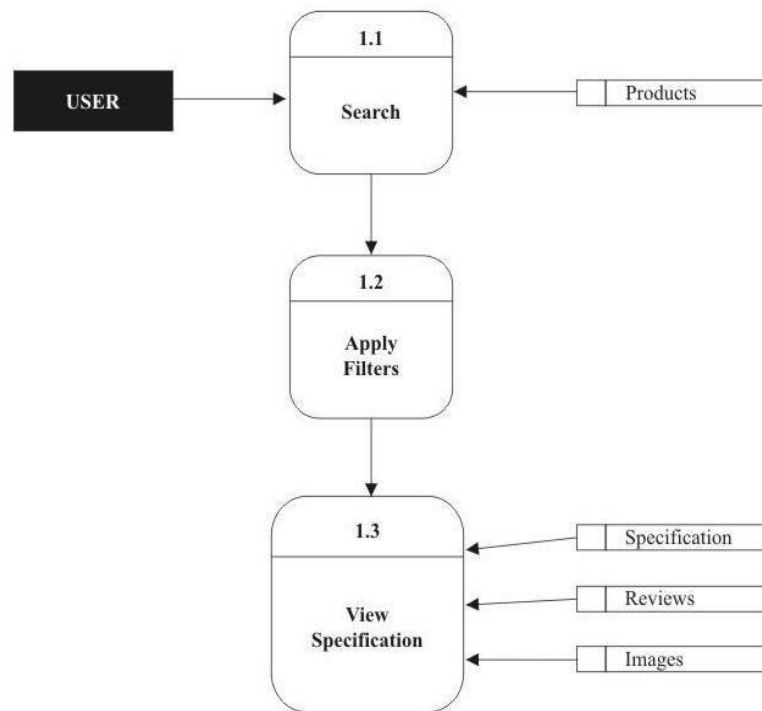 1.1
USER
Search
Products
1.2
Apply
Filters
1.3
Specification
View
Specification
Reviews
Images